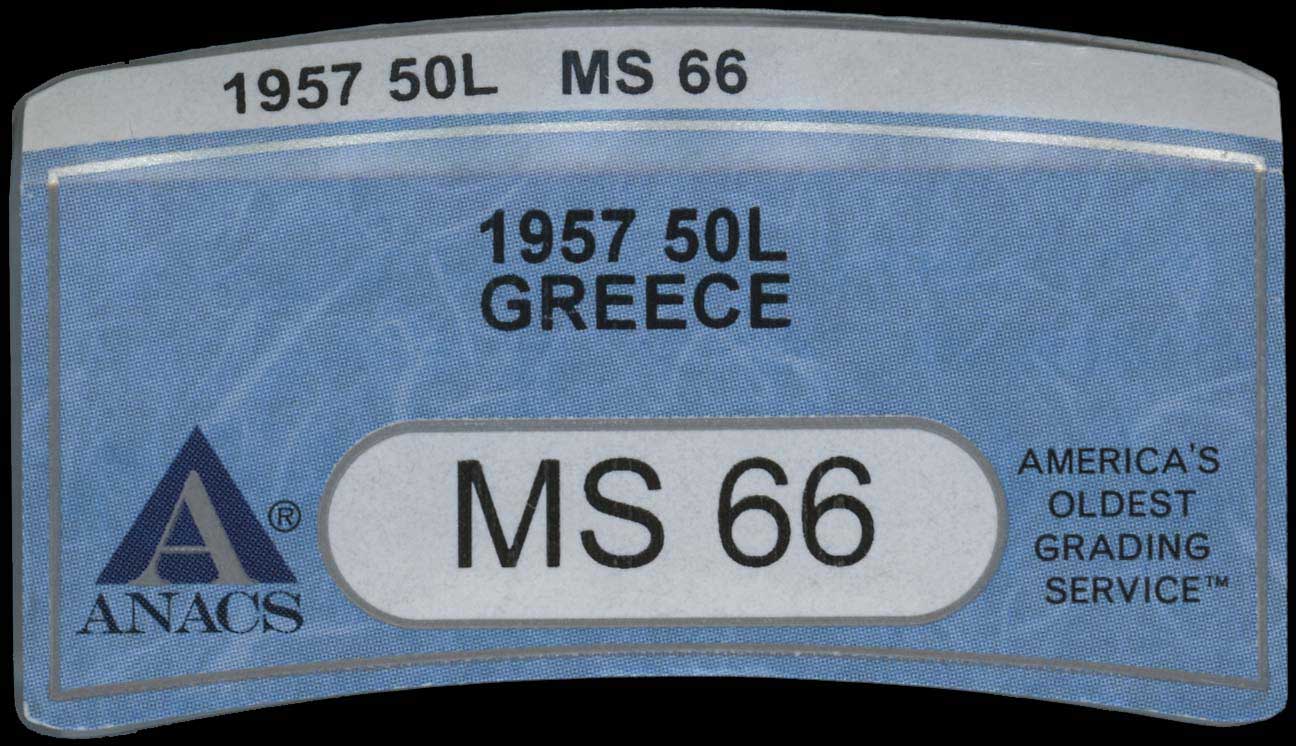 1957 50L MS 66
1957 50L
GREECE
MS 66
A®
ANACS
AMERICA'S
OLDEST
GRADING
SERVICE™